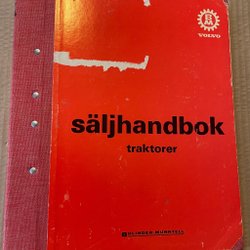 VOLVO
säljhandbok
traktorer
BOLINDER-MUNKTELL